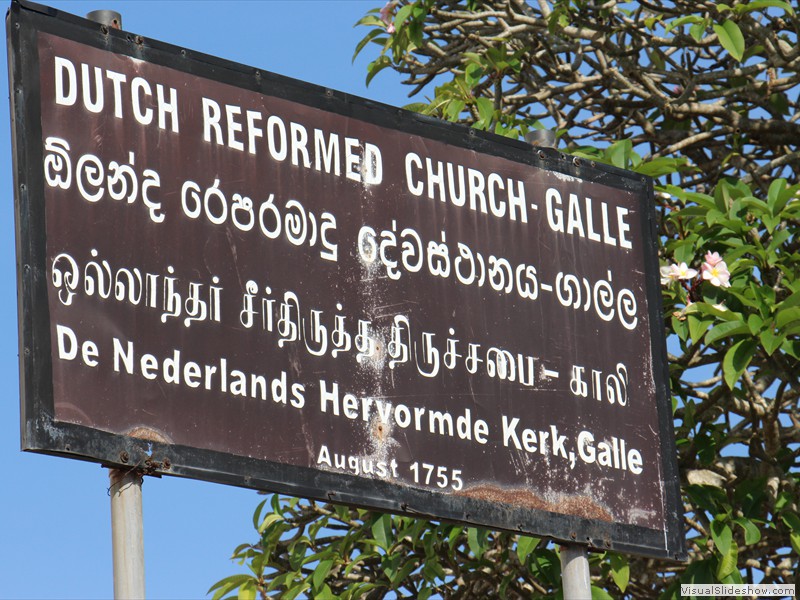 DUTCH REFORMED CHURCH - GALLE
ඕලන්ද රෙපරමාදු දේවස්ථානය-ගාල්ල
ஒல்லாந்தர் சீர்திருத்த திருச்சபை - காலி
De Nederlands Hervormde Kerk,Galle
August 1755
VisualSlideshow.com